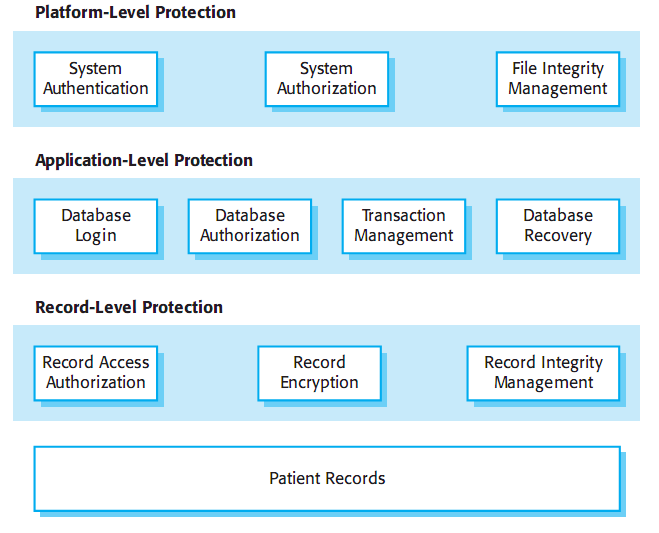 Platform-Level Protection
System
Authentication
System
Authorization
File Integrity
Management
Application-Level Protection
Database
Login
Database
Authorization
Transaction
Management
Database
Recovery
Record-Level Protection
Record Access
Authorization
Record
Encryption
Record Integrity
Management
Patient Records